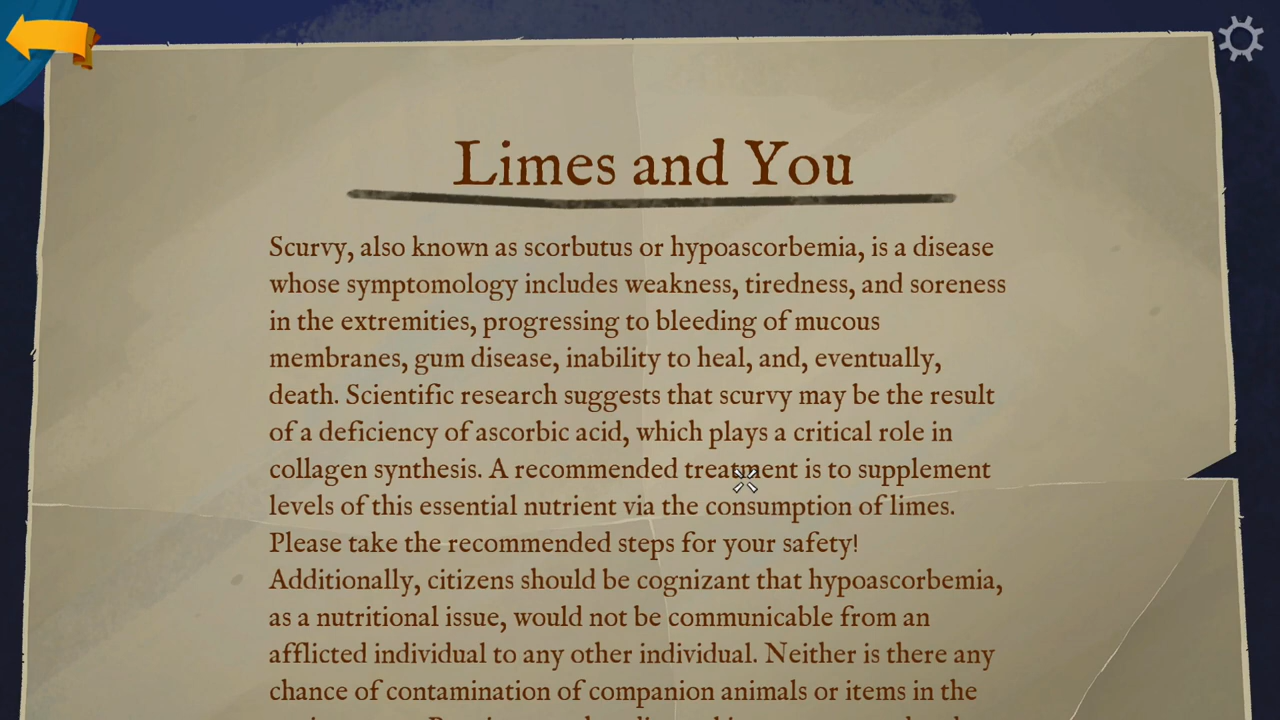 Limes and You
Scurvy, also known as scorbutus or hypoascorbemia, is a disease
whose symptomology includes weakness, tiredness, and soreness
in the extremities, progressing to bleeding of mucous
membranes, gum disease, inability to heal, and, eventually,
death. Scientific research suggests that scurvy may be the result
of a deficiency of ascorbic acid, which plays a critical role in
collagen synthesis. A recommended treatment is to supplement
levels of this essential nutrient via the consumption of limes.
Please take the recommended steps for your safety!
Additionally, citizens should be cognizant that hypoascorbemia,
as a nutritional issue, would not be communicable from an
afflicted individual to any other individual. Neither is there any
chance of contamination of companion animals or items in the